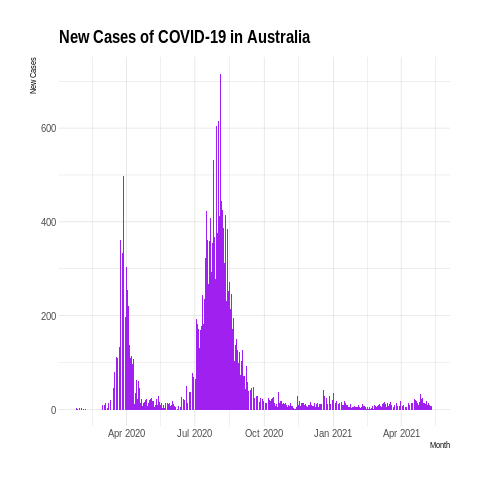 New Cases of COVID-19 in Australia
New Cases
600
400
200
0
Apr 2020 Jul 2020 Oct 2020 Jan 2021 Apr 2021
Month